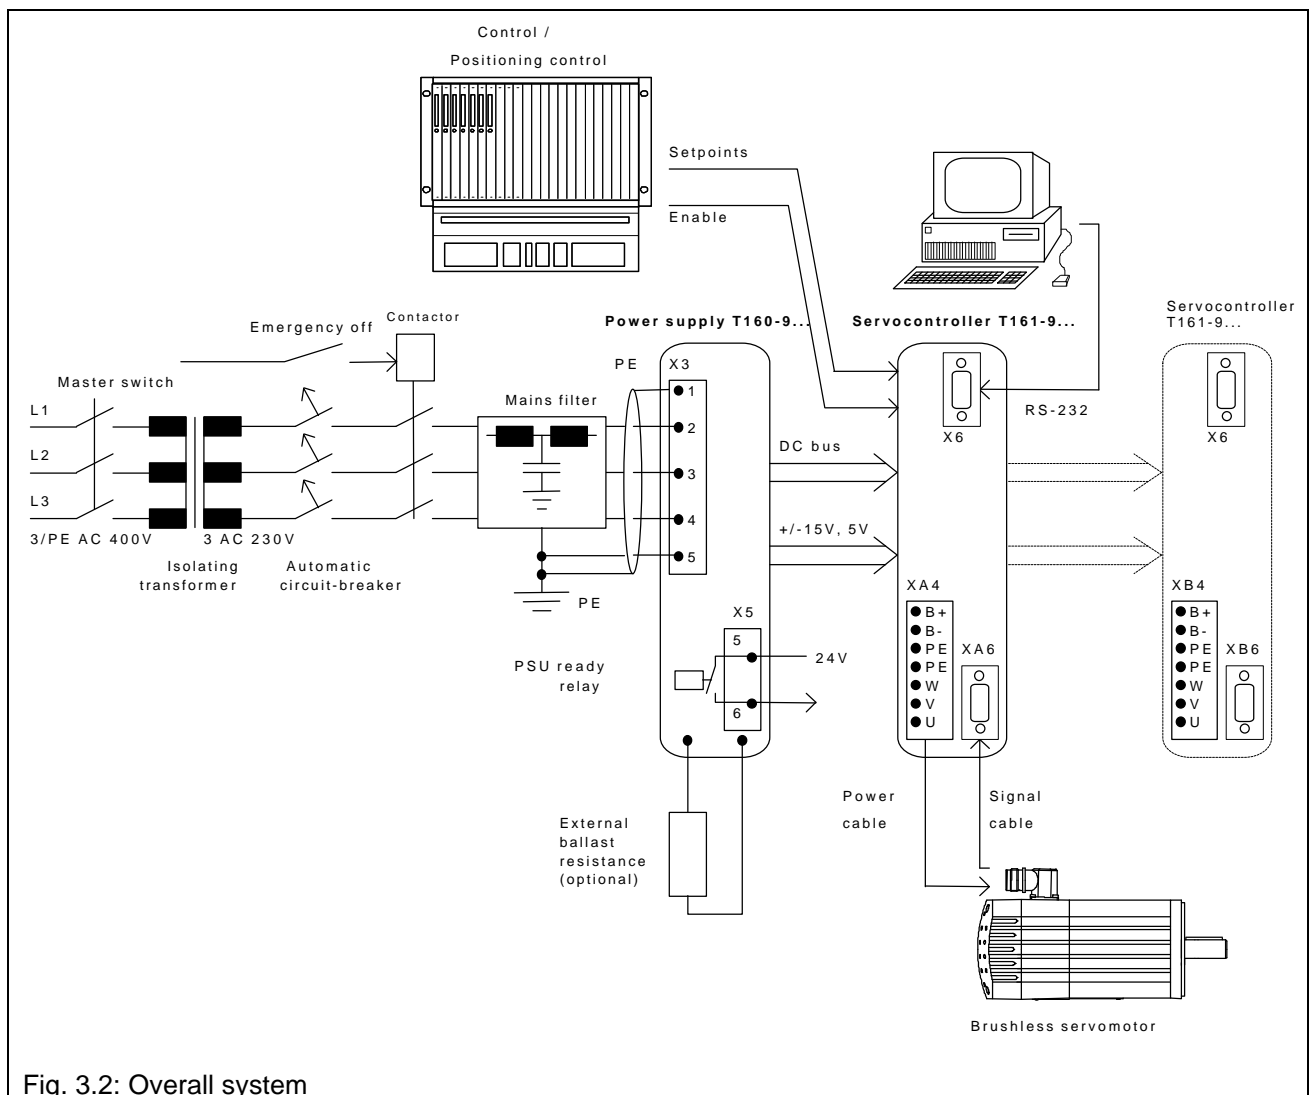 Control /
Positioning control
Setpoints
Enable
Emergency off
Contactor
Power supply T160-9...
Servocontroller T161-9...
Servocontroller
T161-9...
Master switch
Mains filter
PE
X3
1
2
3
4
5
L1
L2
L3
3/PE AC 400V
3 AC 230V
Isolating
transformer
Automatic
circuit-breaker
PE
DC bus
+/-15V, 5V
X6
RS-232
X6
X5
5
6
24V
PSU ready
relay
XA4
B+
B-
PE
PE
W
V
U
XA6
XB4
B+
B-
PE
PE
W
V
U
XB6
External
ballast
resistance
(optional)
Power
cable
Signal
cable
Brushless servomotor
Fig. 3.2: Overall system